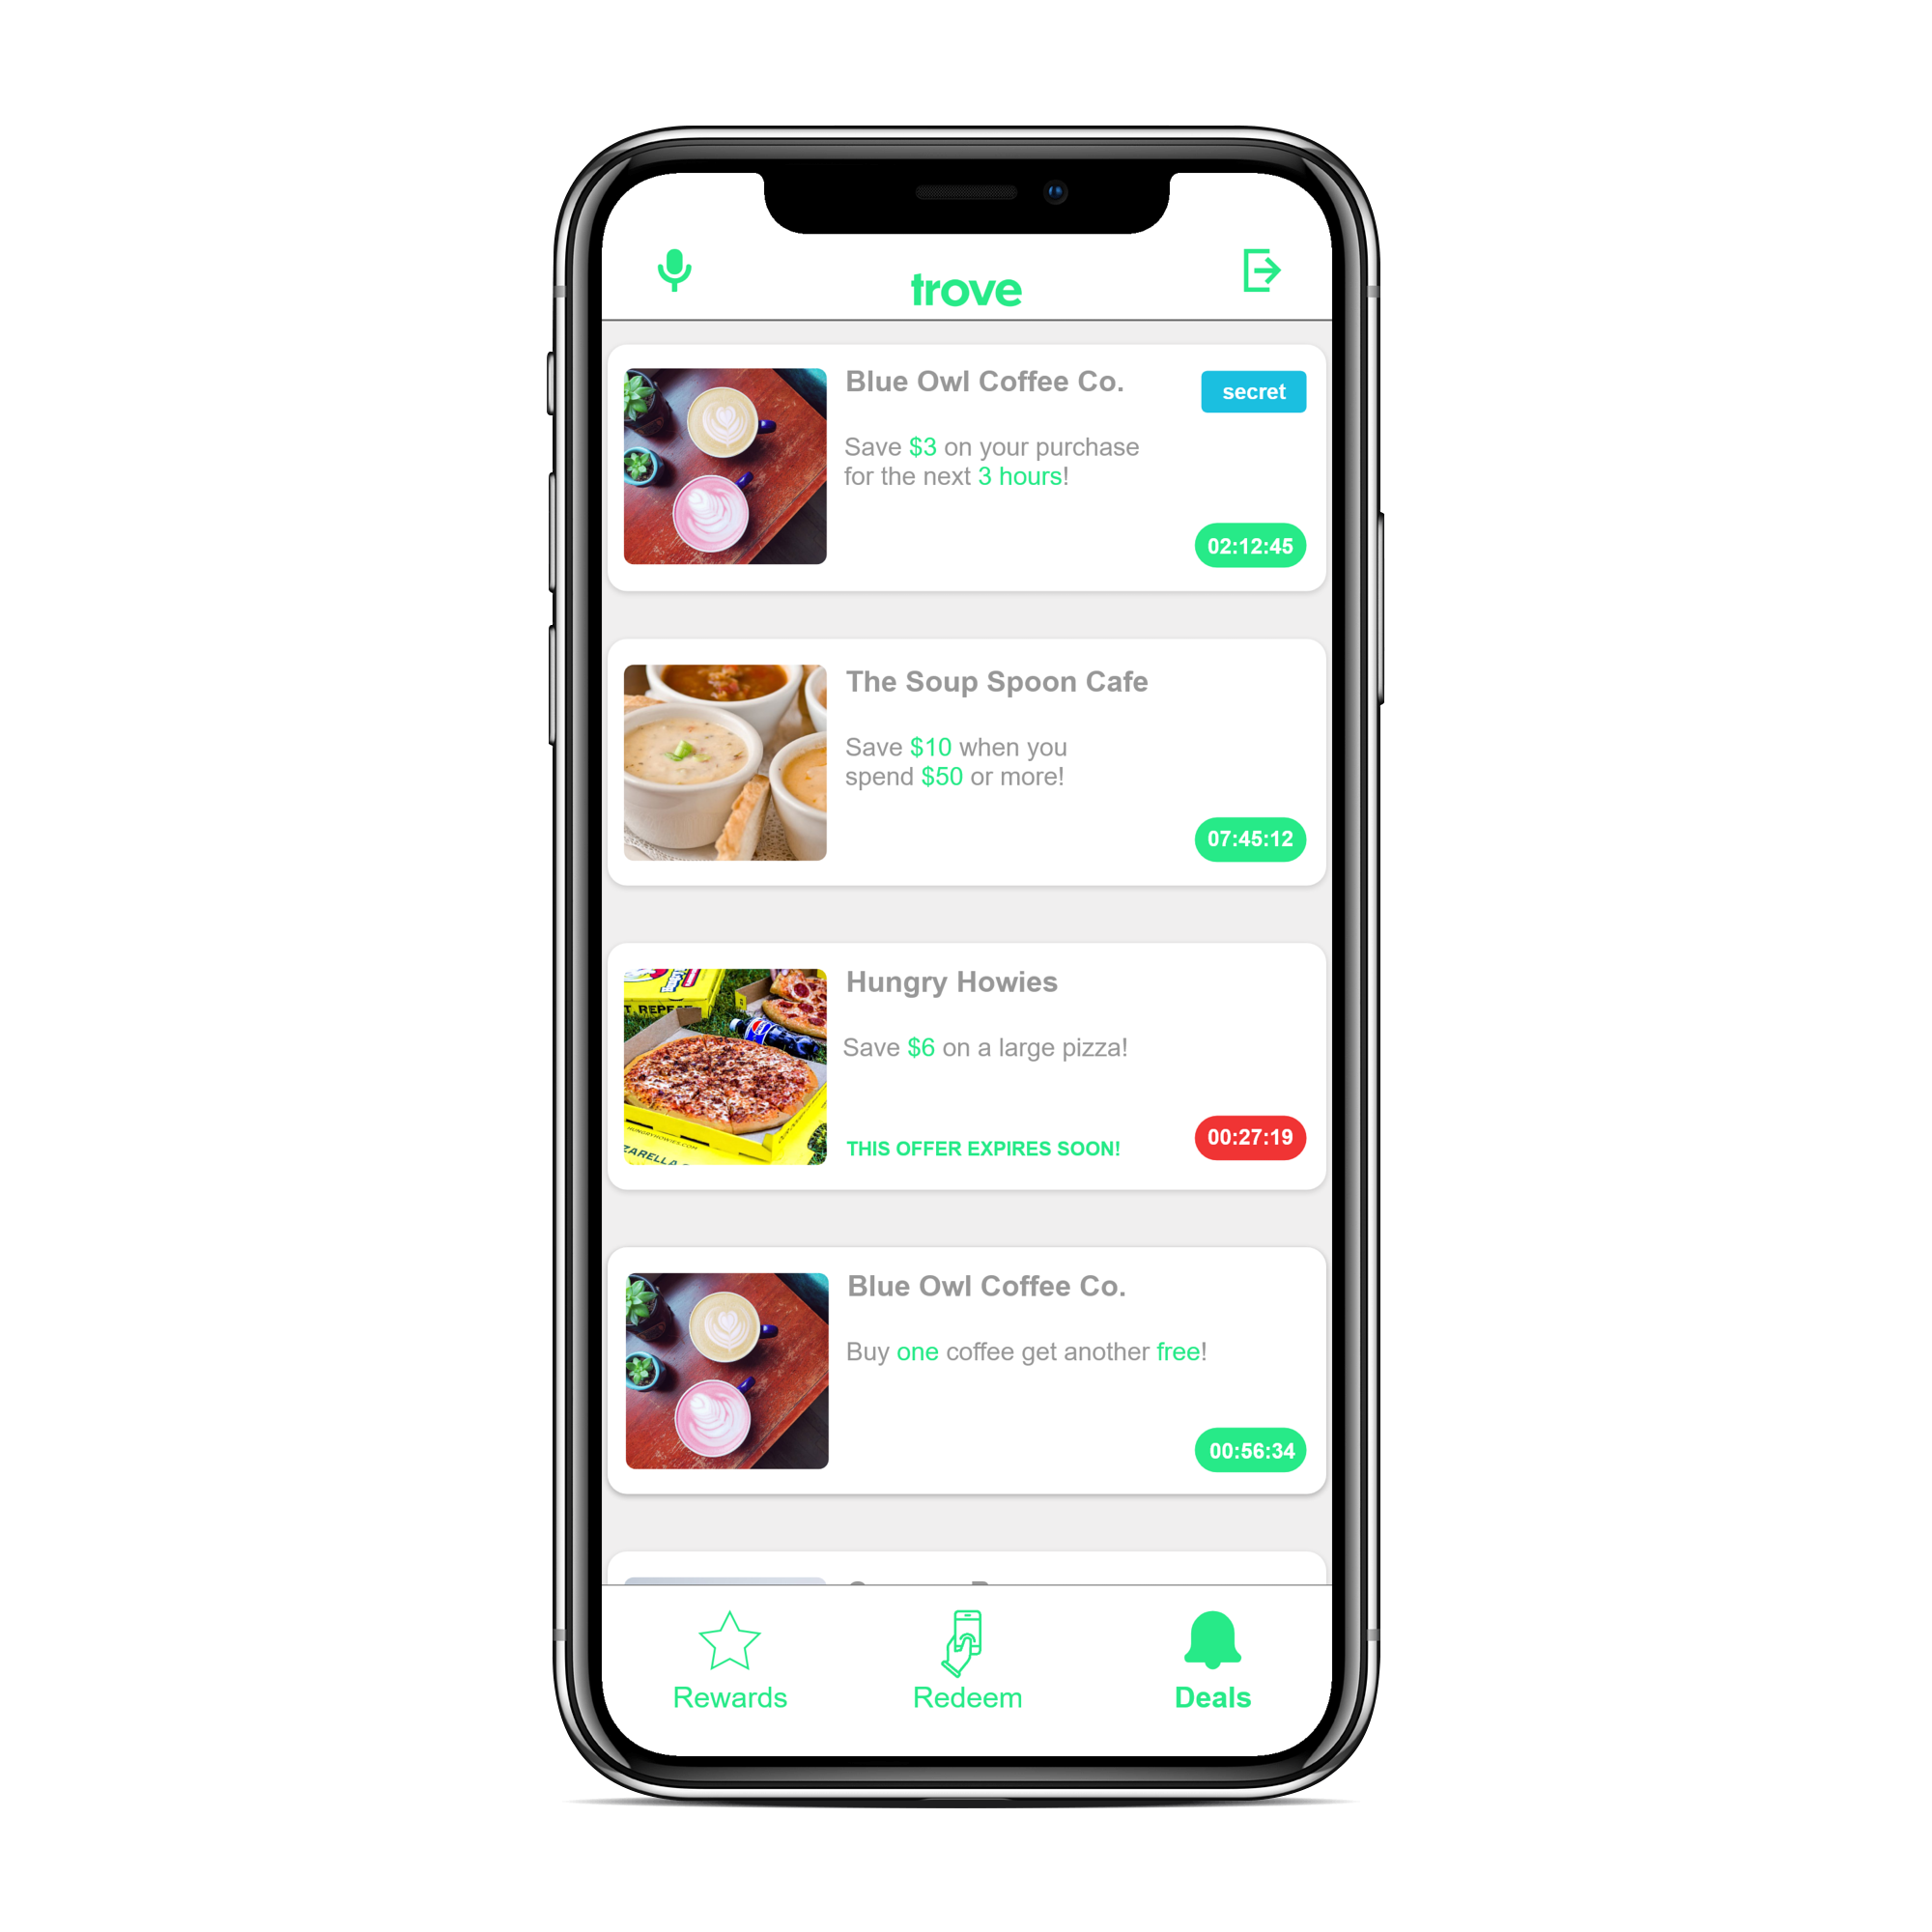 trove
Blue Owl Coffee Co.
secret
Save $3 on your purchase
for the next 3 hours!
02:12:45
The Soup Spoon Cafe
Save $10 when you
spend $50 or more!
07:45:12
T. REPEAT
Hungry Howies
Save $6 on a large pizza!
HUNGRYHOWIES.COM
THIS OFFER EXPIRES SOON!
00:27:19
Blue Owl Coffee Co.
Buy one coffee get another free!
00:56:34
Rewards
Redeem
Deals